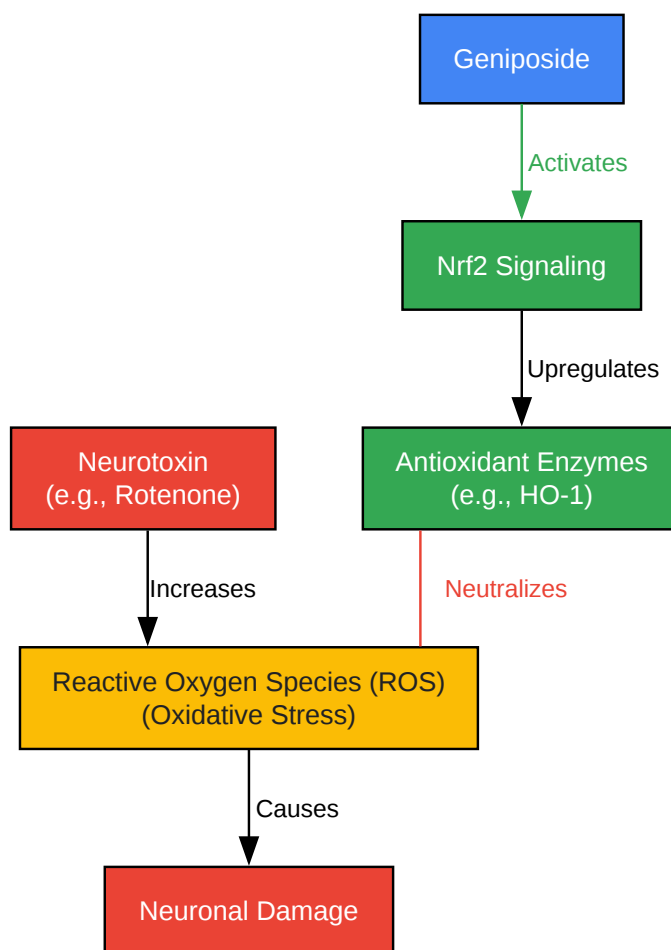 Geniposide
Activates
Nrf2 Signaling
Upregulates
Neurotoxin
(e.g., Rotenone)
Antioxidant Enzymes
(e.g., HO-1)
Increases
Neutralizes
Reactive Oxygen Species (ROS)
(Oxidative Stress)
Causes
Neuronal Damage